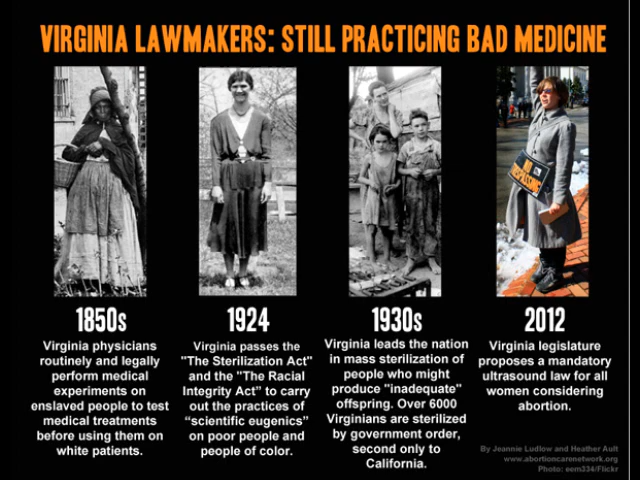 VIRGINIA LAWMAKERS: STILL PRACTICING BAD MEDICINE
NO
TRESPASSING
1850s
Virginia physicians
routinely and legally
perform medical
experiments on
enslaved people to test
medical treatments
before using them on
white patients.
1924
Virginia passes the
"The Sterilization Act"
and the "The Racial
Integrity Act" to carry
out the practices of
“scientific eugenics”
on poor people and
people of color.
1930s
Virginia leads the nation
in mass sterilization of
people who might
produce "inadequate"
offspring. Over 6000
Virginians are sterilized
by government order,
second only to
California.
2012
Virginia legislature
proposes a mandatory
ultrasound law for all
women considering
abortion.
By Jeannie Ludlow and Heather Ault
www.abortioncarenetwork.org
Photo: eem334/Flickr